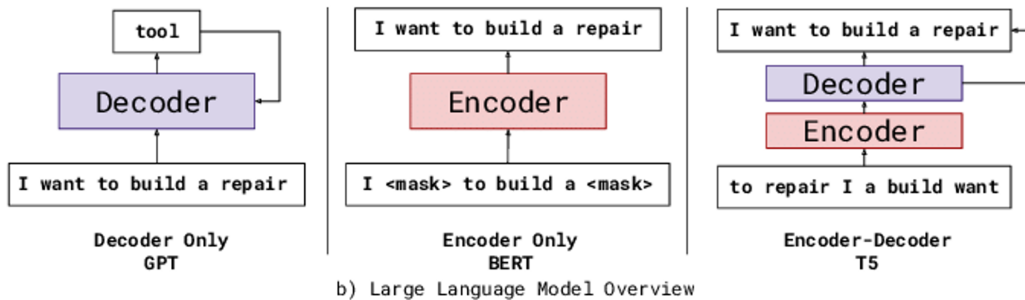 tool
Decoder
I want to build a repair
Decoder Only
GPT
I want to build a repair
Encoder
I <mask> to build a <mask>
Encoder Only
BERT
I want to build a repair
Decoder
Encoder
to repair I a build want
Encoder-Decoder
T5
b) Large Language Model Overview